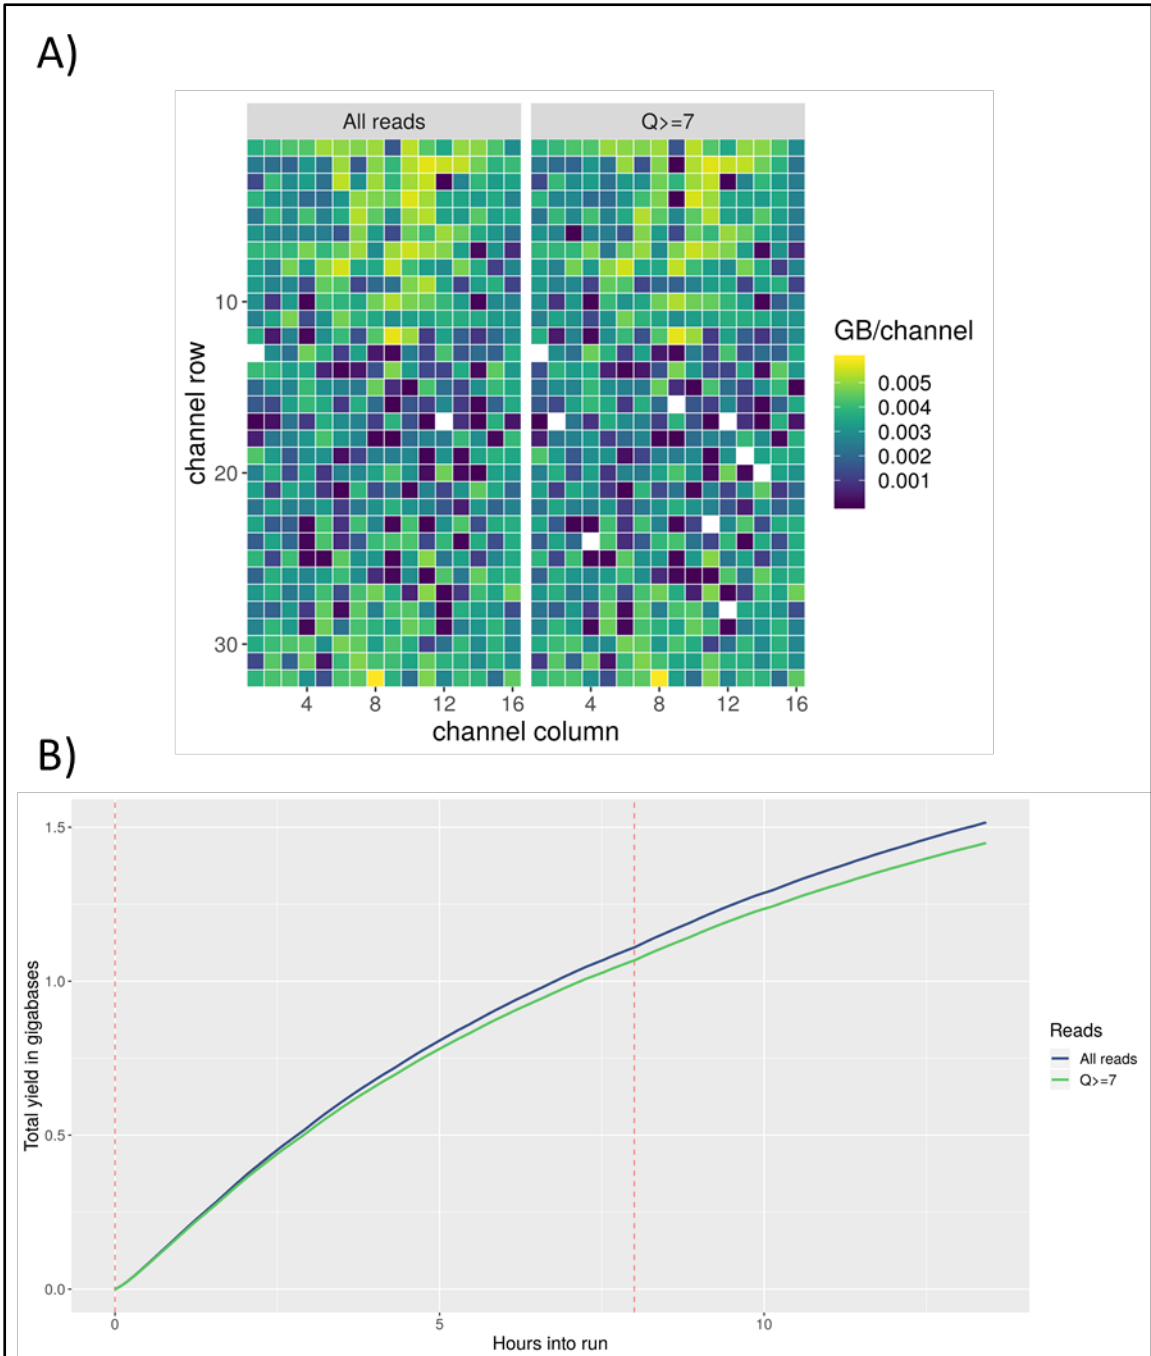 A)
All reads
Q>=7
10
20
30
channel row
4
8
12
16
4
8
12
16
channel column
GB/channel
0.005
0.004
0.003
0.002
0.001
B)
1.5
1.0
0.5
0.0
Total yield in gigabases
0
5
10
Hours into run
Reads
All reads
Q>=7